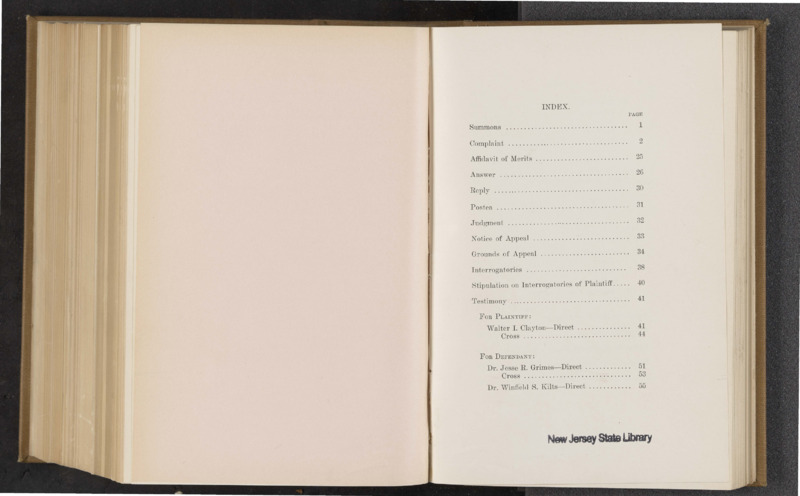 INDEX.
PAGE
Summons ................................ 1
Complaint ............................... 2
Affidavit of Merits ........................ 25
Answer ................................. 26
Reply ................................... 29
Postea .................................. 31
Judgment ............................... 32
Notice of Appeal ......................... 33
Grounds of Appeal ....................... 34
Interrogatories ........................... 38
Stipulation on Interrogatories of Plaintiff..... 40
Testimony ............................... 41
FOR PLAINTIFF:
Walter I. Clayton—Direct .............. 41
Cross ............................ 44
FOR DEFENDANT:
Dr. Jesse R. Grimes—Direct ............ 51
Cross ............................ 53
Dr. Winfield S. Kilts—Direct ........... 55
New Jersey State Library